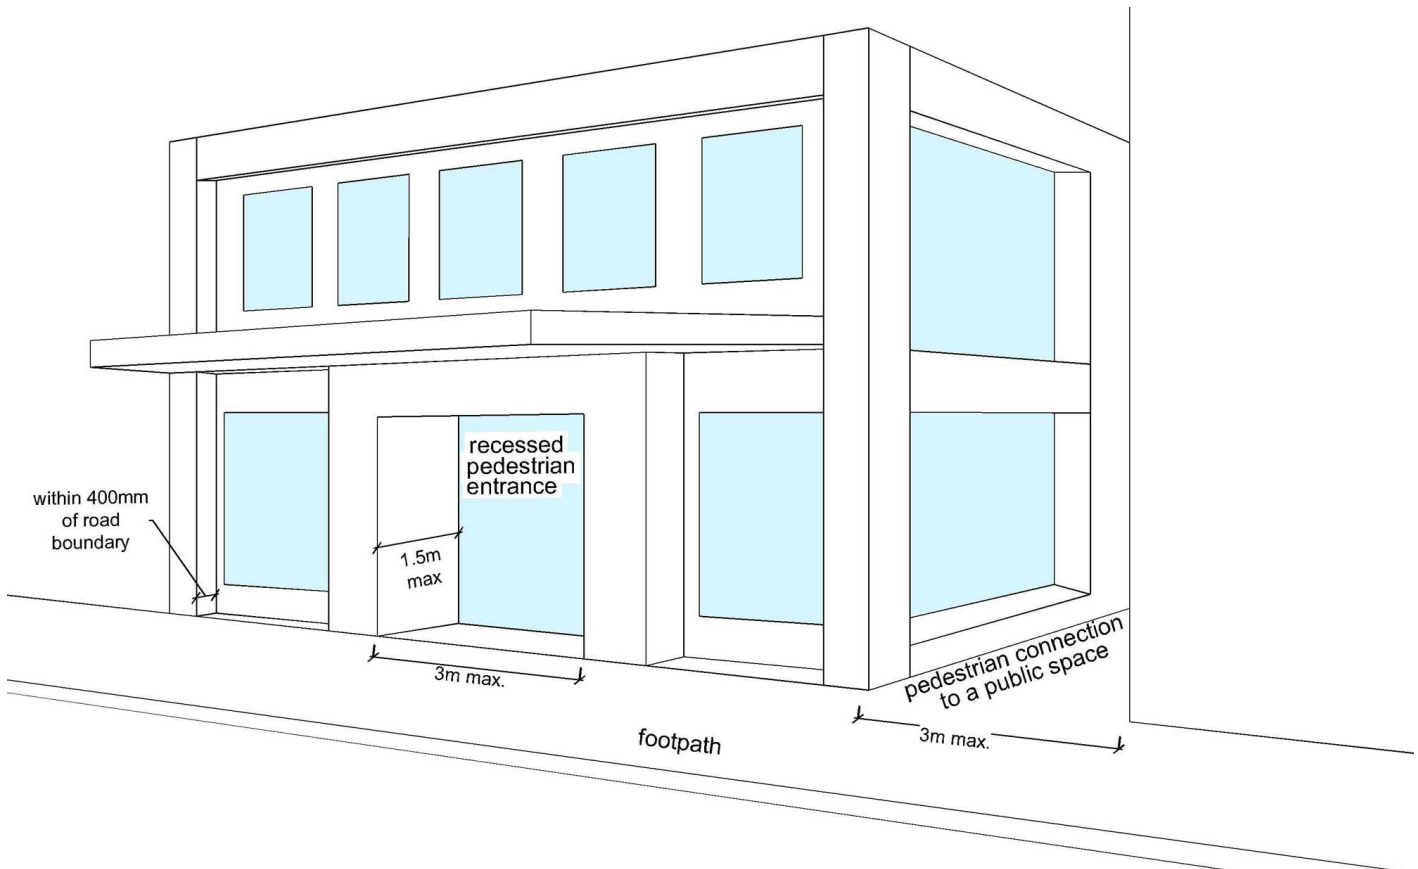 recessed
pedestrian
entrance
within 400mm
of road
boundary
1.5m
max
3m max.
pedestrian connection
to a public space
3m max.
footpath